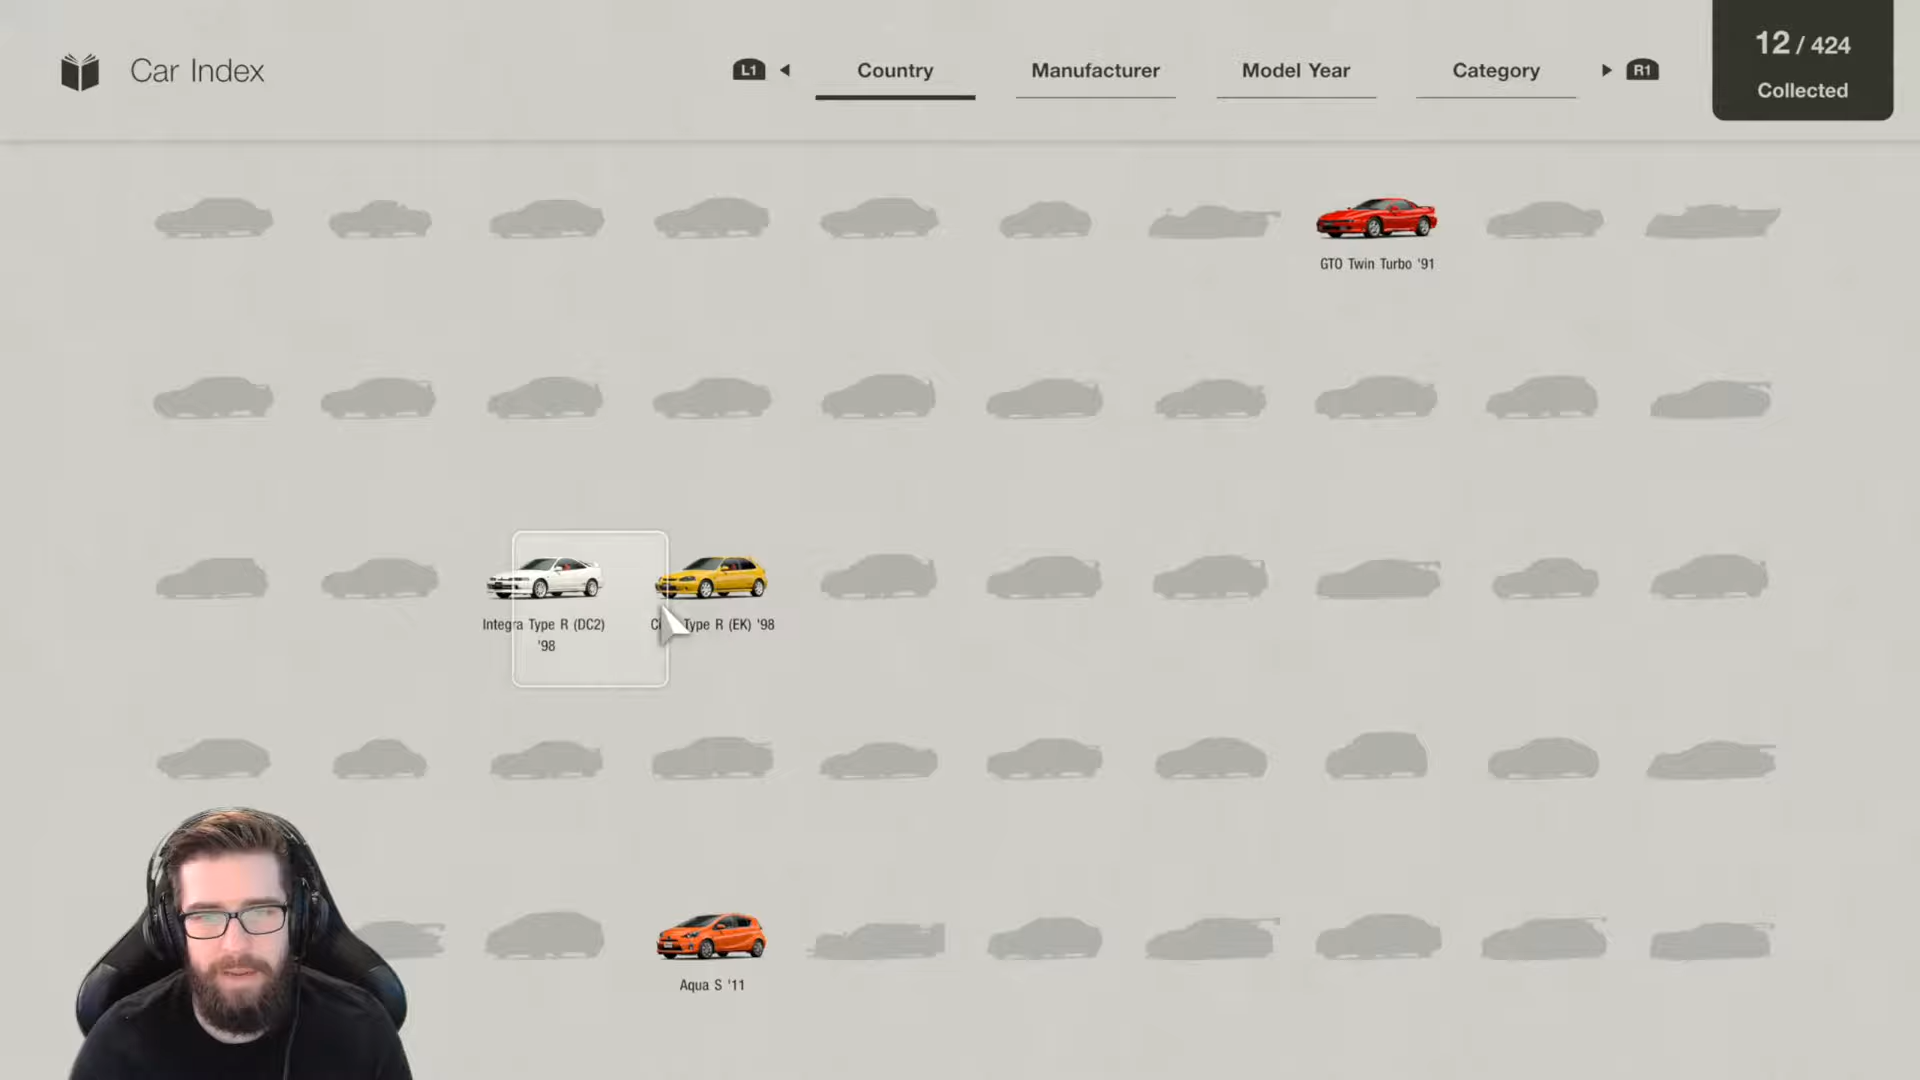 Car Index
L1
Country
Manufacturer
Model Year
Category
R1
12 / 424
Collected
GTO Twin Turbo '91
Integra Type R (DC2)
'98
Type R (EK) '98
Aqua S '11